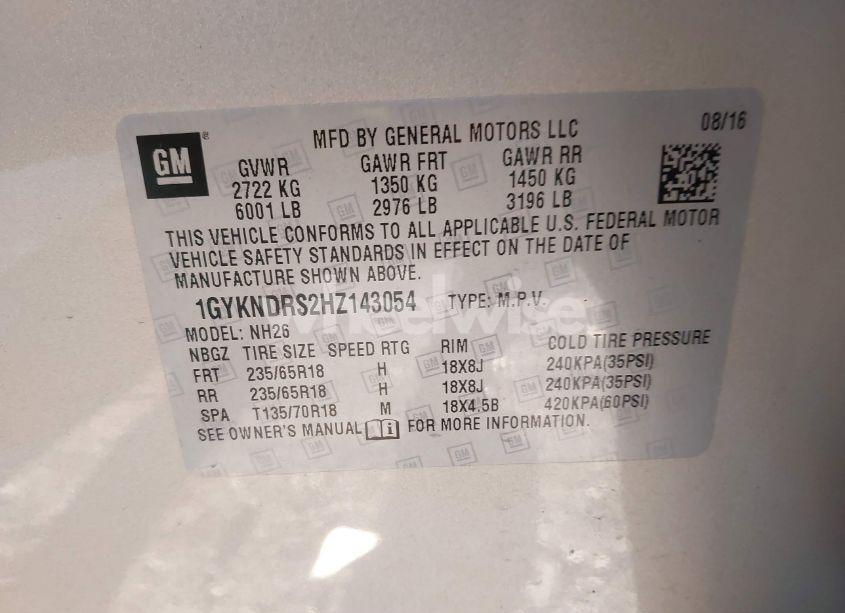 GM
MFD BY GENERAL MOTORS LLC 08/16
GVWR GAWR FRT GAWR RR
2722 KG 1350 KG 1450 KG
6001 LB 2976 LB 3196 LB
THIS VEHICLE CONFORMS TO ALL APPLICABLE U.S. FEDERAL MOTOR
VEHICLE SAFETY STANDARDS IN EFFECT ON THE DATE OF
MANUFACTURE SHOWN ABOVE.
1GYKNDRS2HZ143054 TYPE: M.P.V.
MODEL: NH26
NBGZ TIRE SIZE SPEED RTG RIM COLD TIRE PRESSURE
FRT 235/65R18 H 18X8J 240KPA(35PSI)
RR 235/65R18 H 18X8J 240KPA(35PSI)
SPA T135/70R18 M 18X4.5B 420KPA(60PSI)
SEE OWNER'S MANUAL FOR MORE INFORMATION.